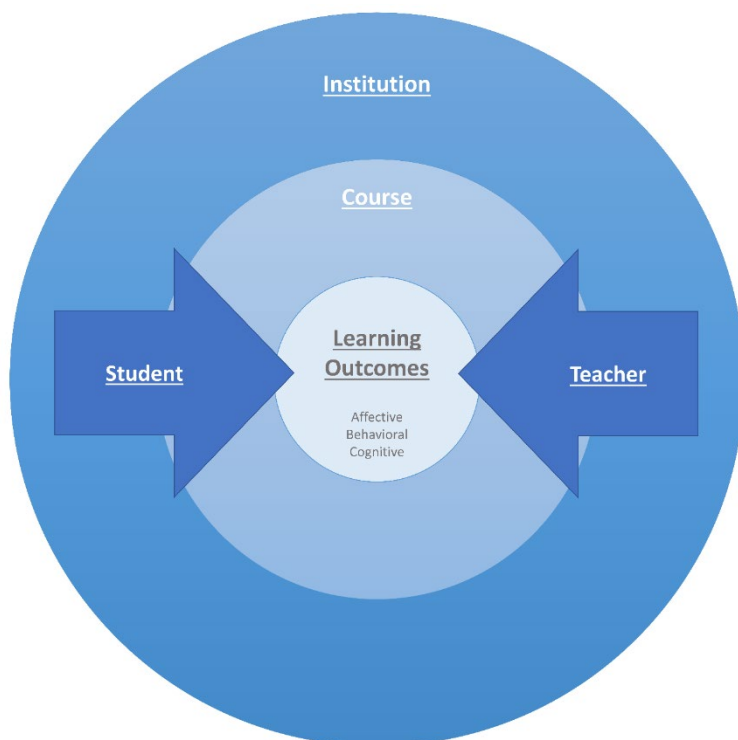 Institution
Course
Learning
Outcomes
Student
Teacher
Affective
Behavioral
Cognitive